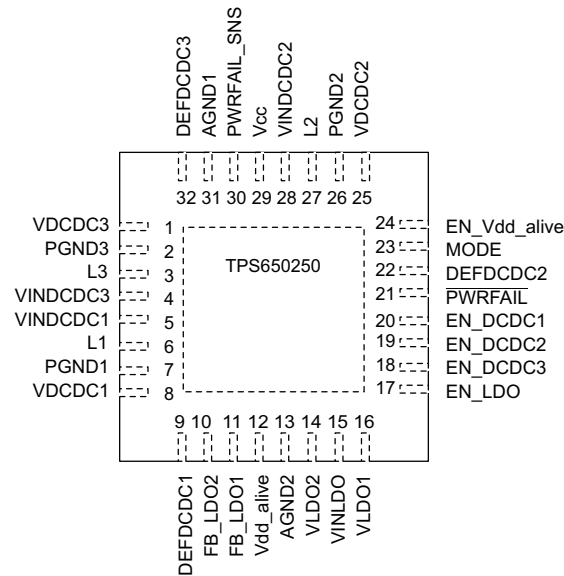 DEFDCDC3
AGND1
PWRFAIL_SNS
Vcc
VINDCDC2
L2
PGND2
VDCDC2
32 31 30 29 28 27 26 25
VDCDC3 1
PGND3 2
L3 3
VINDCDC3 4
VINDCDC1 5
L1 6
PGND1 7
VDCDC1 8
TPS650250
24 EN_Vdd_alive
23 MODE
22 DEFDCDC2
21 PWRFAIL
20 EN_DCDC1
19 EN_DCDC2
18 EN_DCDC3
17 EN_LDO
9 10 11 12 13 14 15 16
DEFDCDC1
FB_LDO2
FB_LDO1
Vdd_alive
AGND2
VLDO2
VINLDO
VLDO1